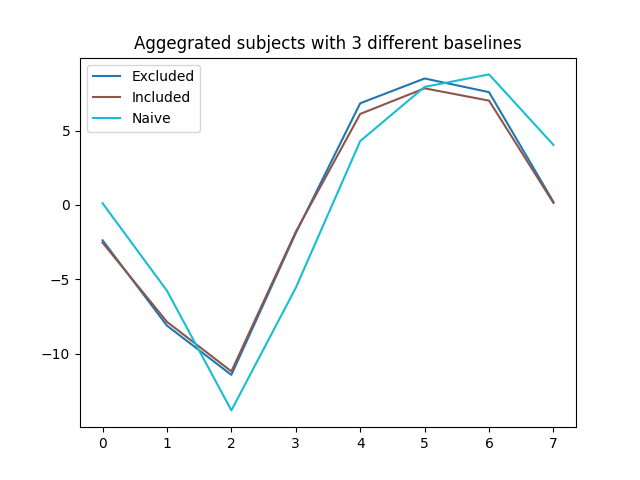 Aggegrated subjects with 3 different baselines
Excluded
Included
Naive
5
0
−5
−10
0 1 2 3 4 5 6 7